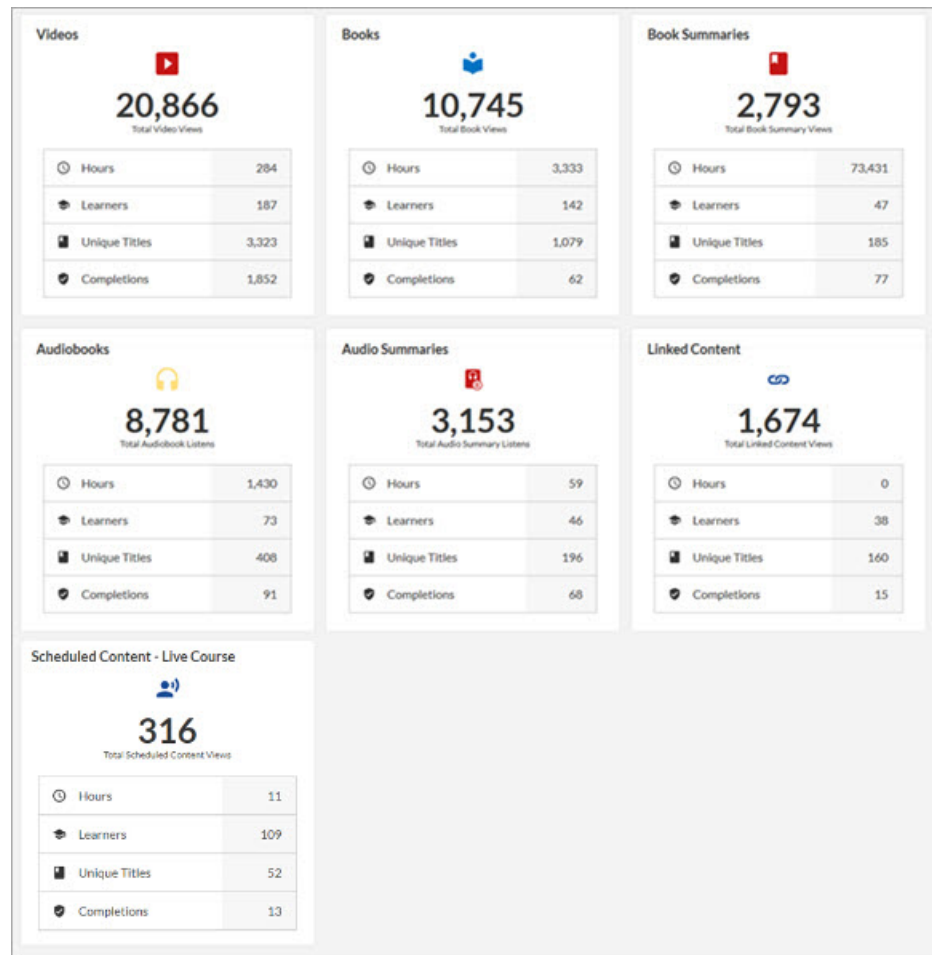 Videos
20,866
Total Video Views
Hours 284
Learners 187
Unique Titles 3,323
Completions 1,852
Books
10,745
Total Book Views
Hours 3,333
Learners 142
Unique Titles 1,079
Completions 62
Book Summaries
2,793
Total Book Summary Views
Hours 73,431
Learners 47
Unique Titles 185
Completions 77
Audiobooks
8,781
Total Audiobook Listens
Hours 1,430
Learners 73
Unique Titles 408
Completions 91
Audio Summaries
3,153
Total Audio Summary Listens
Hours 59
Learners 46
Unique Titles 196
Completions 68
Linked Content
1,674
Total Linked Content Views
Hours 0
Learners 38
Unique Titles 160
Completions 15
Scheduled Content - Live Course
316
Total Scheduled Content Views
Hours 11
Learners 109
Unique Titles 52
Completions 13